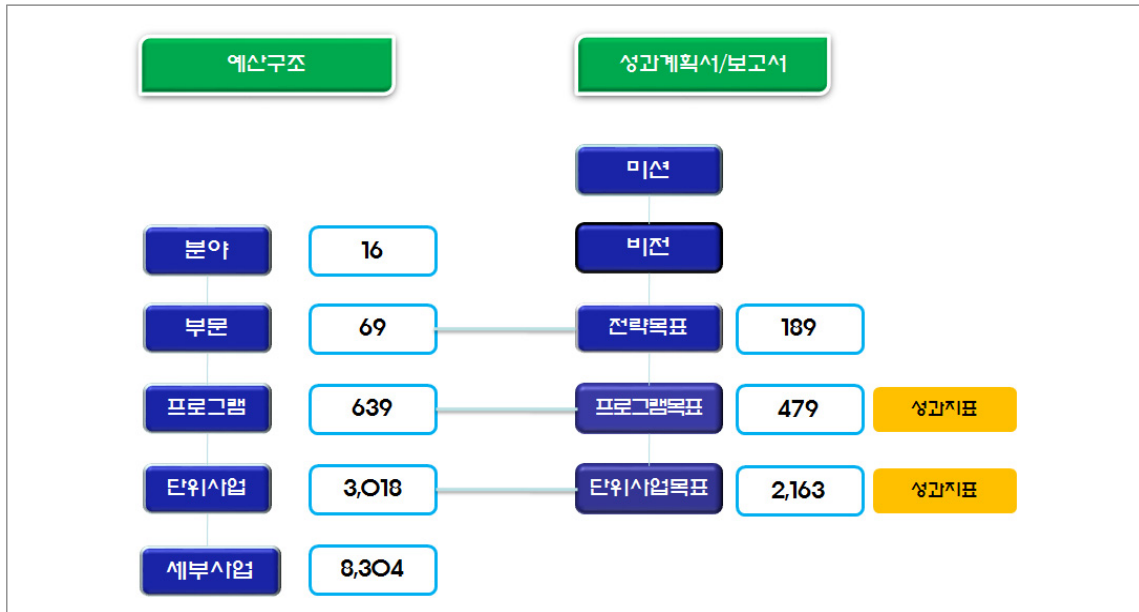 예산구조
성과계획서/보고서
미션
비전
분야 16
부문 69 전략목표 189
프로그램 639 프로그램목표 479 성과지표
단위사업 3,018 단위사업목표 2,163 성과지표
세부사업 8,304